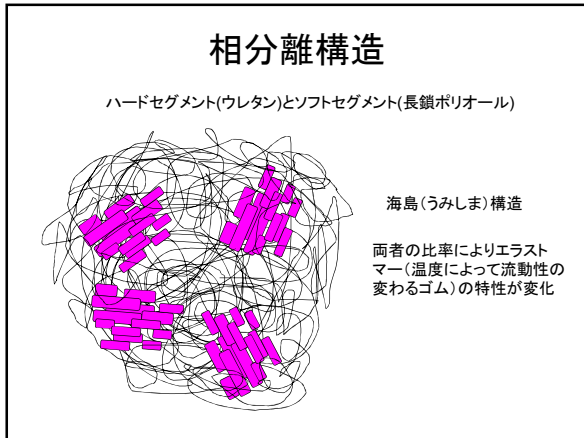 相分離構造
ハードセグメント(ウレタン)とソフトセグメント(長鎖ポリオール)
海島（うみしま）構造
両者の比率によりエラスト
マー（温度によって流動性の
変わるゴム）の特性が変化